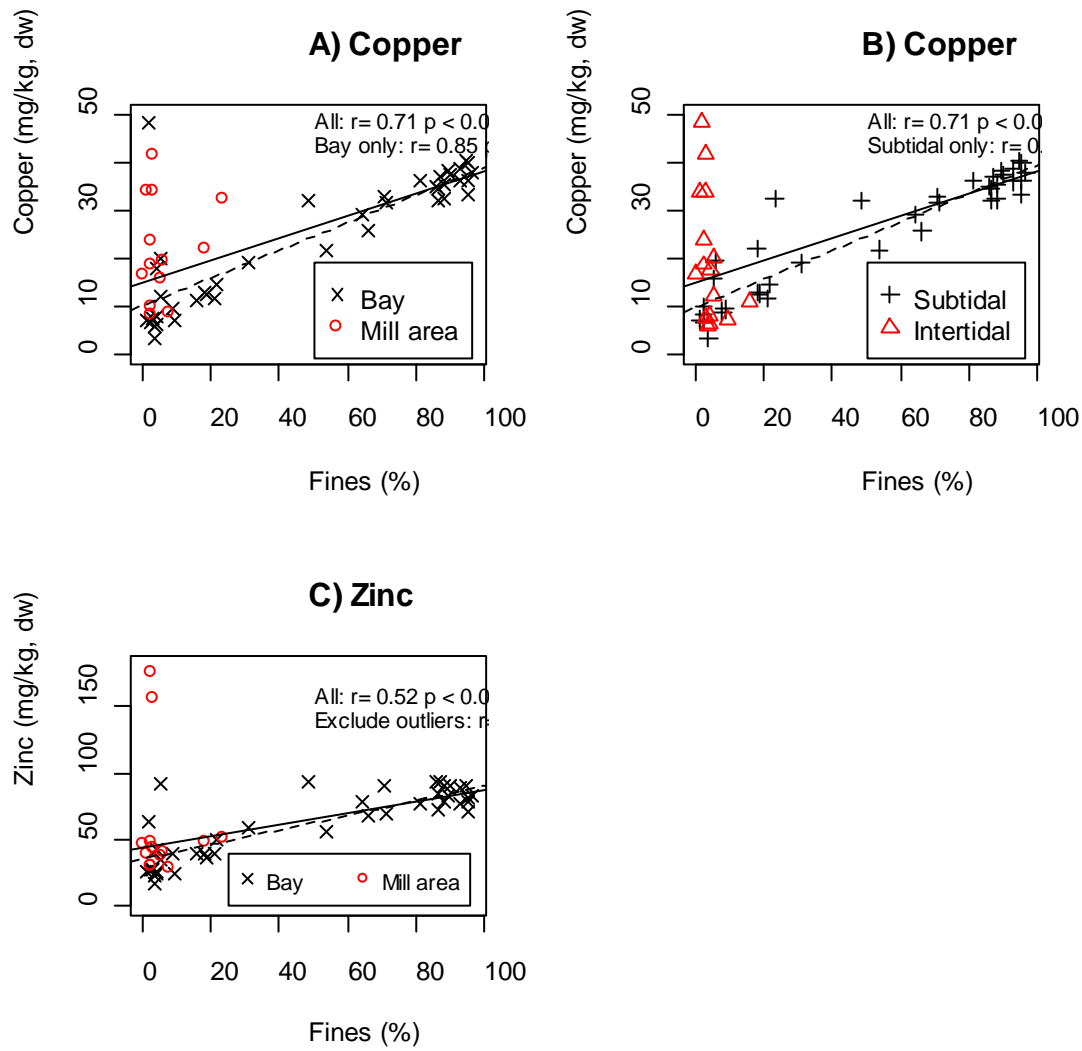 A) Copper
Copper (mg/kg, dw)
All: r= 0.71 p < 0.0
Bay only: r= 0.85
50
30
10
0
Bay
Mill area
0 20 40 60 80 100
Fines (%)
B) Copper
Copper (mg/kg, dw)
All: r= 0.71 p < 0.0
Subtidal only: r= 0.
50
30
10
0
Subtidal
Intertidal
0 20 40 60 80 100
Fines (%)
C) Zinc
Zinc (mg/kg, dw)
All: r= 0.52 p < 0.0
Exclude outliers: r
150
100
50
0
Bay Mill area
0 20 40 60 80 100
Fines (%)